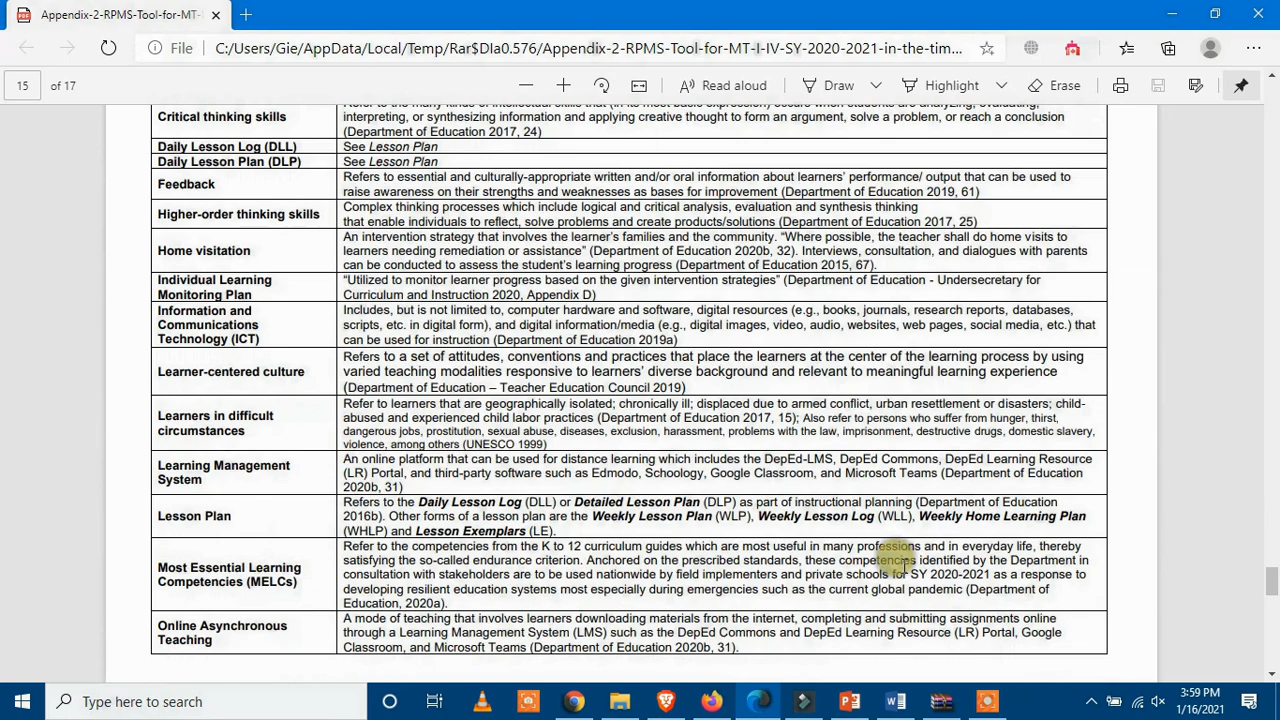 Appendix-2-RPMS-Tool-for-MT-I-
File
C:/Users/Gie/AppData/Local/Temp/Rar$DIa0.576/Appendix-2-RPMS-Tool-for-MT-I-IV-SY-2020-2021-in-the-tim...
15 of 17
Read aloud
Draw
Highlight
Erase
Refer to the many kinds of intellectual skills that (in its most basic expression) occurs when students are analyzing, evaluating,
Critical thinking skills
interpreting, or synthesizing information and applying creative thought to form an argument, solve a problem, or reach a conclusion
(Department of Education 2017, 24)
Daily Lesson Log (DLL)
See Lesson Plan
Daily Lesson Plan (DLP)
See Lesson Plan
Feedback
Refers to essential and culturally-appropriate written and/or oral information about learners' performance/ output that can be used to
raise awareness on their strengths and weaknesses as bases for improvement (Department of Education 2019, 61)
Higher-order thinking skills
Complex thinking processes which include logical and critical analysis, evaluation and synthesis thinking
that enable individuals to reflect, solve problems and create products/solutions (Department of Education 2017, 25)
Home visitation
An intervention strategy that involves the learner's families and the community. "Where possible, the teacher shall do home visits to
learners needing remediation or assistance" (Department of Education 2020b, 32). Interviews, consultation, and dialogues with parents
can be conducted to assess the student's learning progress (Department of Education 2015, 67).
Individual Learning
Monitoring Plan
"Utilized to monitor learner progress based on the given intervention strategies" (Department of Education - Undersecretary for
Curriculum and Instruction 2020, Appendix D)
Information and
Communications
Technology (ICT)
Includes, but is not limited to, computer hardware and software, digital resources (e.g., books, journals, research reports, databases,
scripts, etc. in digital form), and digital information/media (e.g., digital images, video, audio, websites, web pages, social media, etc.) that
can be used for instruction (Department of Education 2019a)
Learner-centered culture
Refers to a set of attitudes, conventions and practices that place the learners at the center of the learning process by using
varied teaching modalities responsive to learners' diverse background and relevant to meaningful learning experience
(Department of Education – Teacher Education Council 2019)
Learners in difficult
circumstances
Refer to learners that are geographically isolated; chronically ill; displaced due to armed conflict, urban resettlement or disasters; child-
abused and experienced child labor practices (Department of Education 2017, 15); Also refer to persons who suffer from hunger, thirst,
dangerous jobs, prostitution, sexual abuse, diseases, exclusion, harassment, problems with the law, imprisonment, destructive drugs, domestic slavery,
violence, among others (UNESCO 1999)
Learning Management
System
An online platform that can be used for distance learning which includes the DepEd-LMS, DepEd Commons, DepEd Learning Resource
(LR) Portal, and third-party software such as Edmodo, Schoology, Google Classroom, and Microsoft Teams (Department of Education
2020b, 31)
Lesson Plan
Refers to the Daily Lesson Log (DLL) or Detailed Lesson Plan (DLP) as part of instructional planning (Department of Education
2016b). Other forms of a lesson plan are the Weekly Lesson Plan (WLP), Weekly Lesson Log (WLL), Weekly Home Learning Plan
(WHLP) and Lesson Exemplars (LE).
Most Essential Learning
Competencies (MELCs)
Refer to the competencies from the K to 12 curriculum guides which are most useful in many professions and in everyday life, thereby
satisfying the so-called endurance criterion. Anchored on the prescribed standards, these competencies identified by the Department in
consultation with stakeholders are to be used nationwide by field implementers and private schools for SY 2020-2021 as a response to
developing resilient education systems most especially during emergencies such as the current global pandemic (Department of
Education, 2020a).
Online Asynchronous
Teaching
A mode of teaching that involves learners downloading materials from the internet, completing and submitting assignments online
through a Learning Management System (LMS) such as the DepEd Commons and DepEd Learning Resource (LR) Portal, Google
Classroom, and Microsoft Teams (Department of Education 2020b, 31).
Type here to search
3:59 PM
1/16/2021